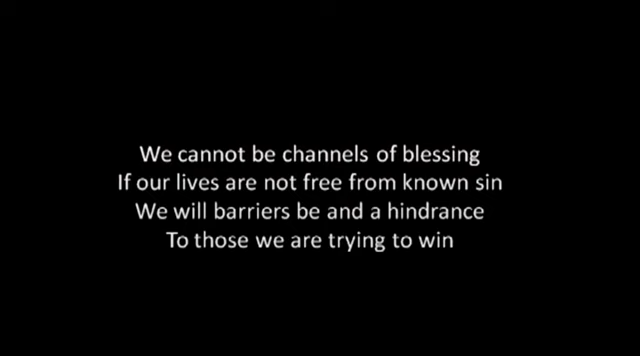 We cannot be channels of blessing
If our lives are not free from known sin
We will barriers be and a hindrance
To those we are trying to win